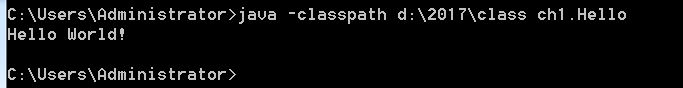 C:\Users\Administrator>java -classpath d:\2017\class ch1.Hello
Hello World!
C:\Users\Administrator>